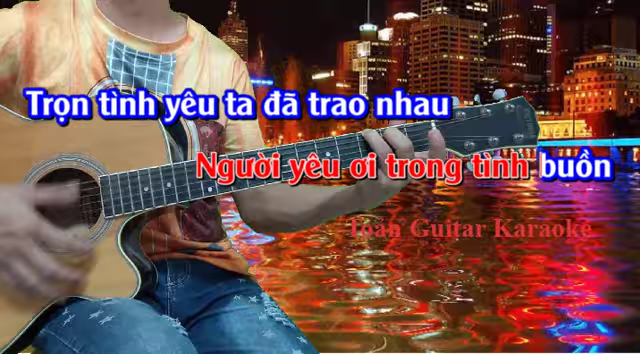 Trọn tình yêu ta đã trao nhau
Người yêu ơi trong tình buồn
Toàn Guitar Karaoke